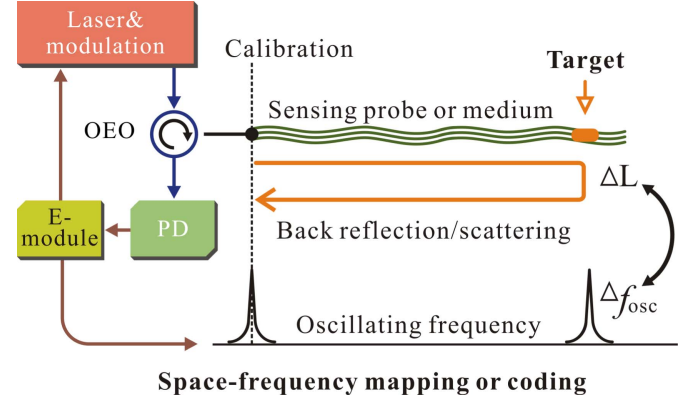 Laser&
modulation
Calibration
Target
OEO
Sensing probe or medium
E-
module
PD
ΔL
Back reflection/scattering
Δfosc
Oscillating frequency
Space-frequency mapping or coding